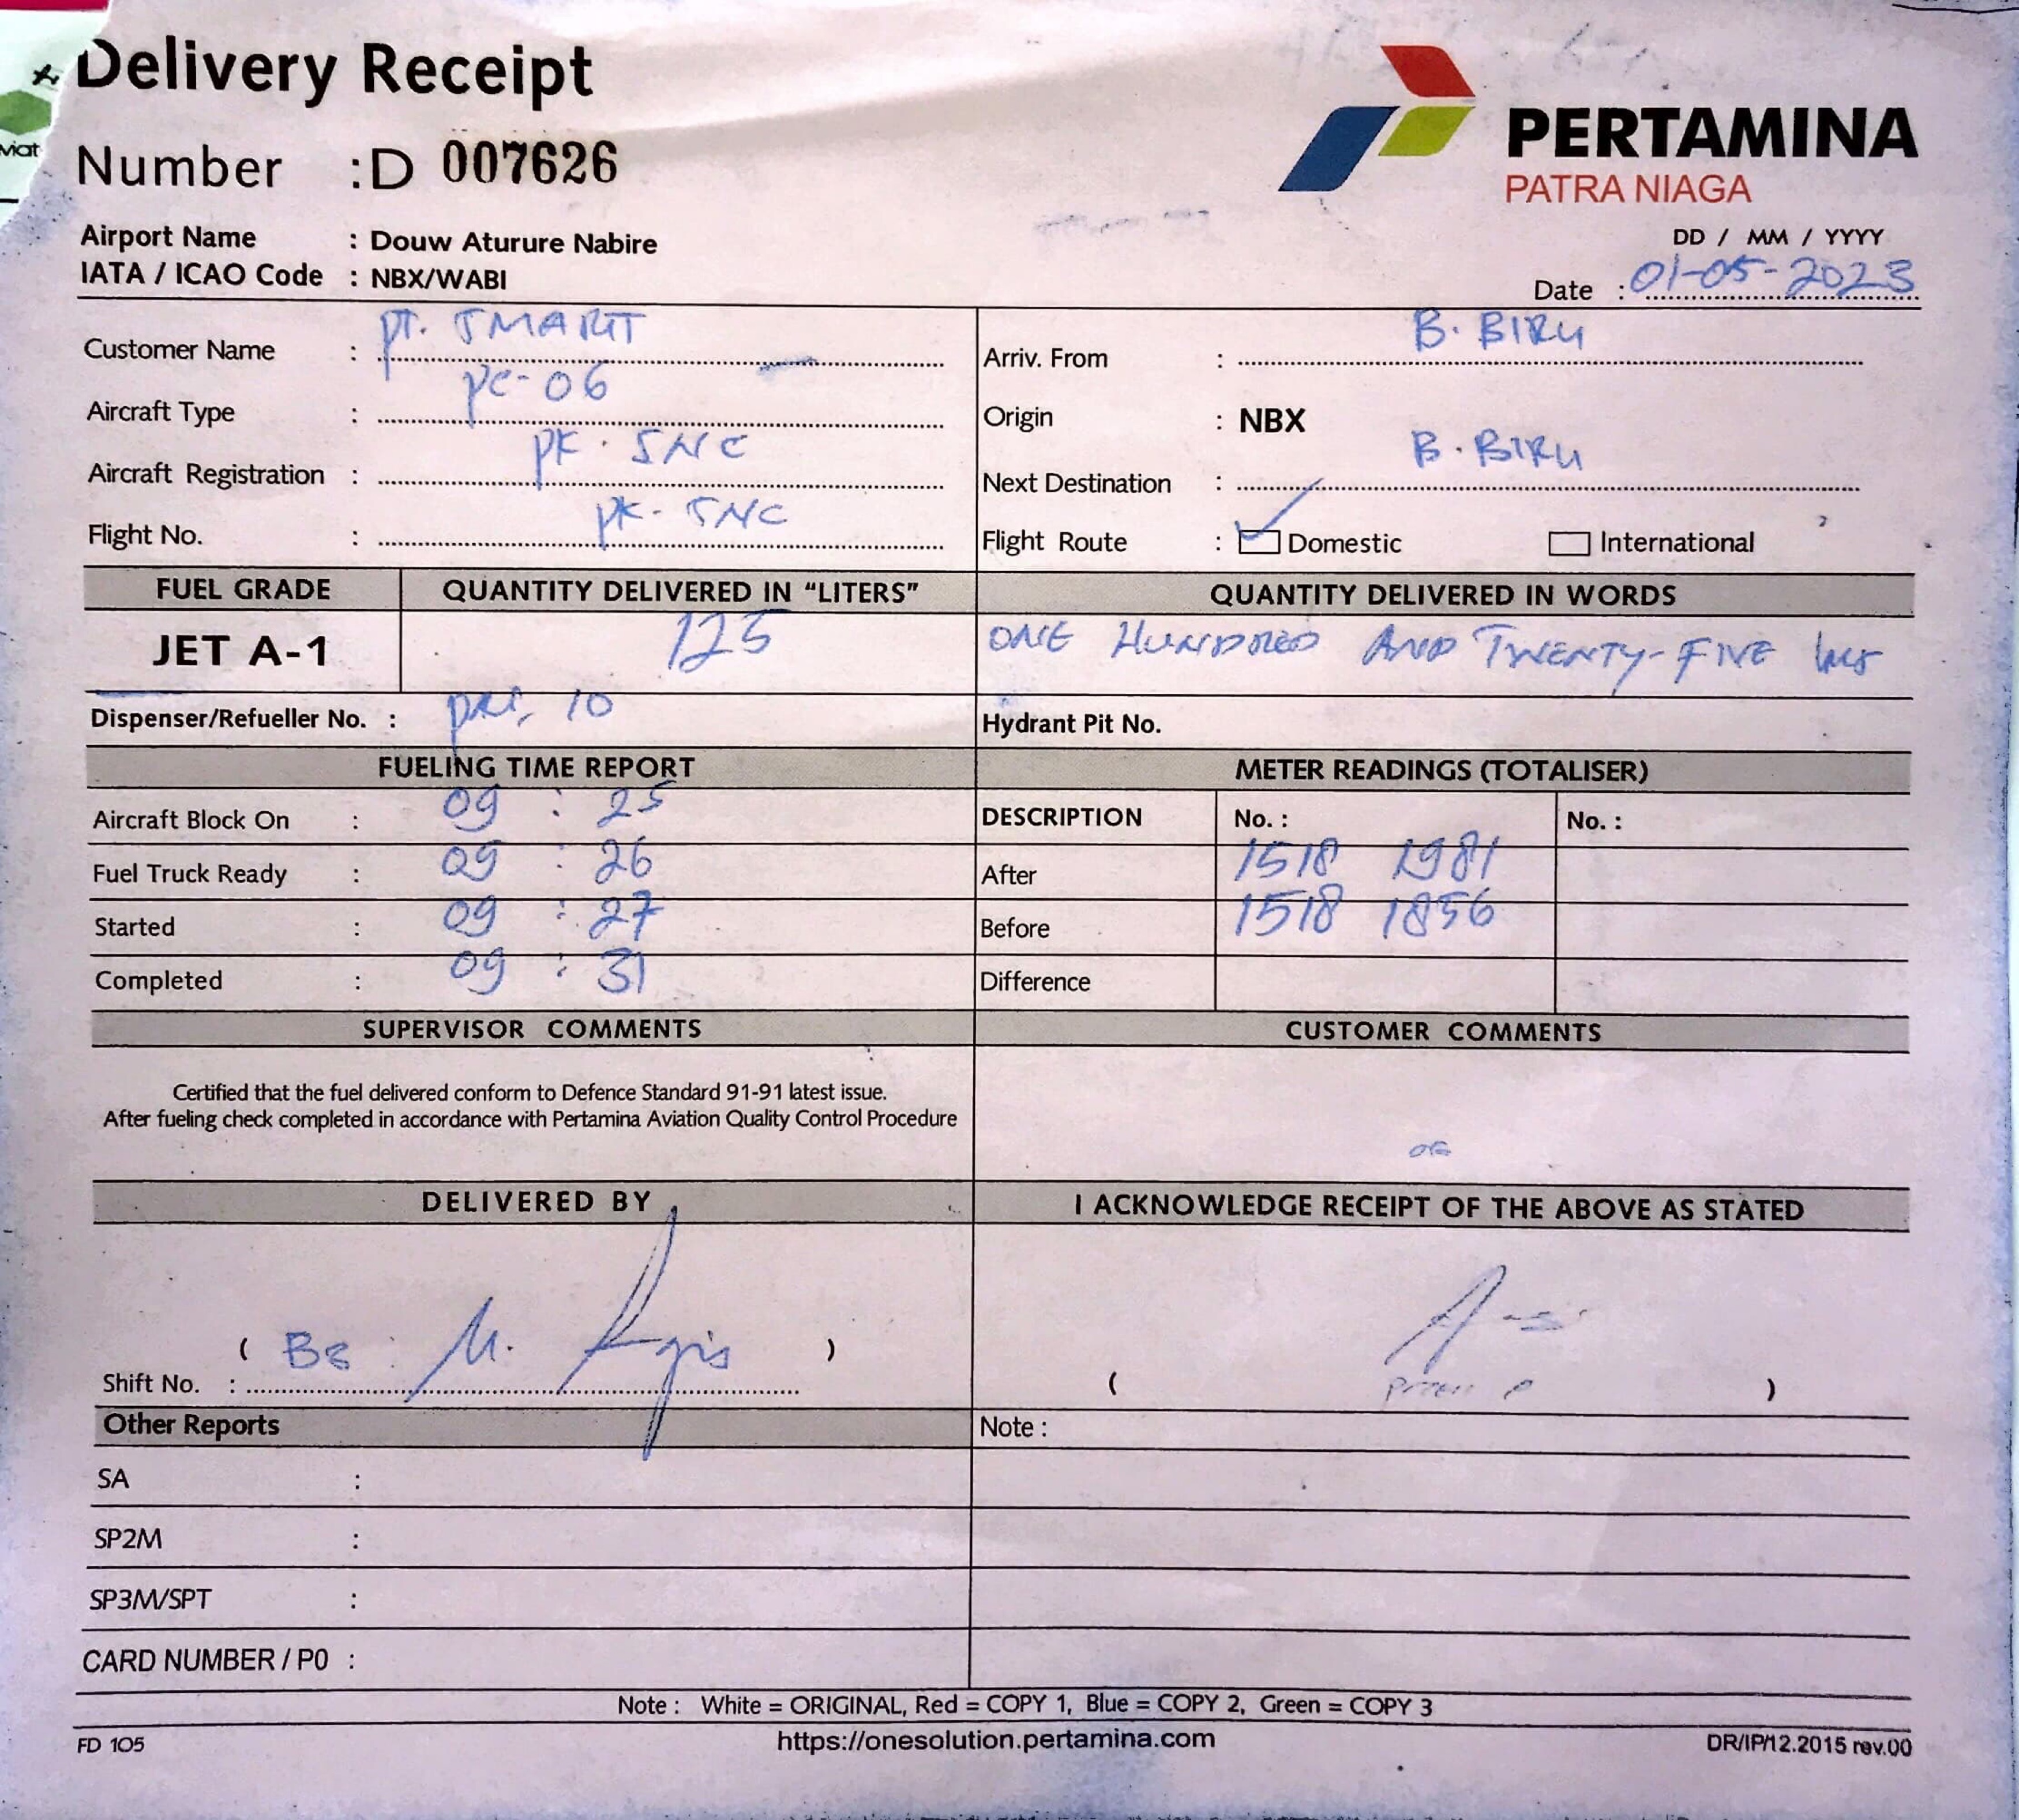 Delivery Receipt
Number : D 007626
PERTAMINA
PATRA NIAGA
Airport Name : Douw Aturure Nabire
IATA / ICAO Code : NBX/WABI
DD / MM / YYYY
Date : 01-05-2023
Customer Name : PT. SMART
Aircraft Type : PC-06
Aircraft Registration : PK. SNC
Flight No. : PK-SNC
Arriv. From : B. BIRU
Origin : NBX
Next Destination : B. BIRU
Flight Route : Domestic International
FUEL GRADE QUANTITY DELIVERED IN “LITERS” QUANTITY DELIVERED IN WORDS
JET A-1 125 ONE HUNDRED AND TWENTY-FIVE
Dispenser/Refueller No. : 10 Hydrant Pit No.
FUELING TIME REPORT METER READINGS (TOTALISER)
Aircraft Block On : 09 : 25 DESCRIPTION No. : No. :
Fuel Truck Ready : 09 : 26 After 1518 1981
Started : 09 : 27 Before 1518 1856
Completed : 09 : 31 Difference
SUPERVISOR COMMENTS CUSTOMER COMMENTS
Certified that the fuel delivered conform to Defence Standard 91-91 latest issue.
After fueling check completed in accordance with Pertamina Aviation Quality Control Procedure
DELIVERED BY I ACKNOWLEDGE RECEIPT OF THE ABOVE AS STATED
( M. ) ( )
Shift No. :
Other Reports Note :
SA :
SP2M :
SP3M/SPT :
CARD NUMBER / P0 :
Note : White = ORIGINAL, Red = COPY 1, Blue = COPY 2, Green = COPY 3
FD 105 https://onesolution.pertamina.com DR/IP/12.2015 rev.00